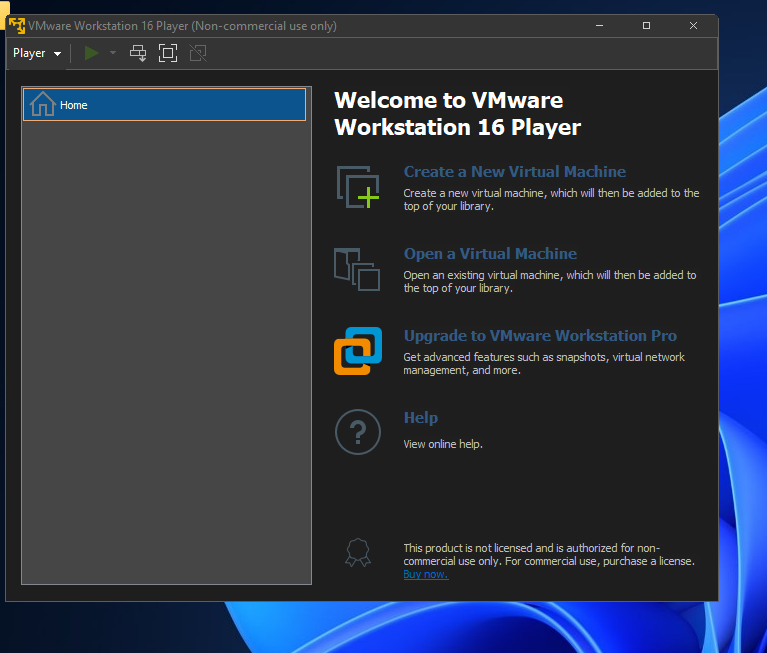 VMware Workstation 16 Player (Non-commercial use only)
Player
Home
Welcome to VMware
Workstation 16 Player
Create a New Virtual Machine
Create a new virtual machine, which will then be added to the
top of your library.
Open a Virtual Machine
Open an existing virtual machine, which will then be added to
the top of your library.
Upgrade to VMware Workstation Pro
Get advanced features such as snapshots, virtual network
management, and more.
?
Help
View online help.
This product is not licensed and is authorized for non-
commercial use only. For commercial use, purchase a license.
Buy now.